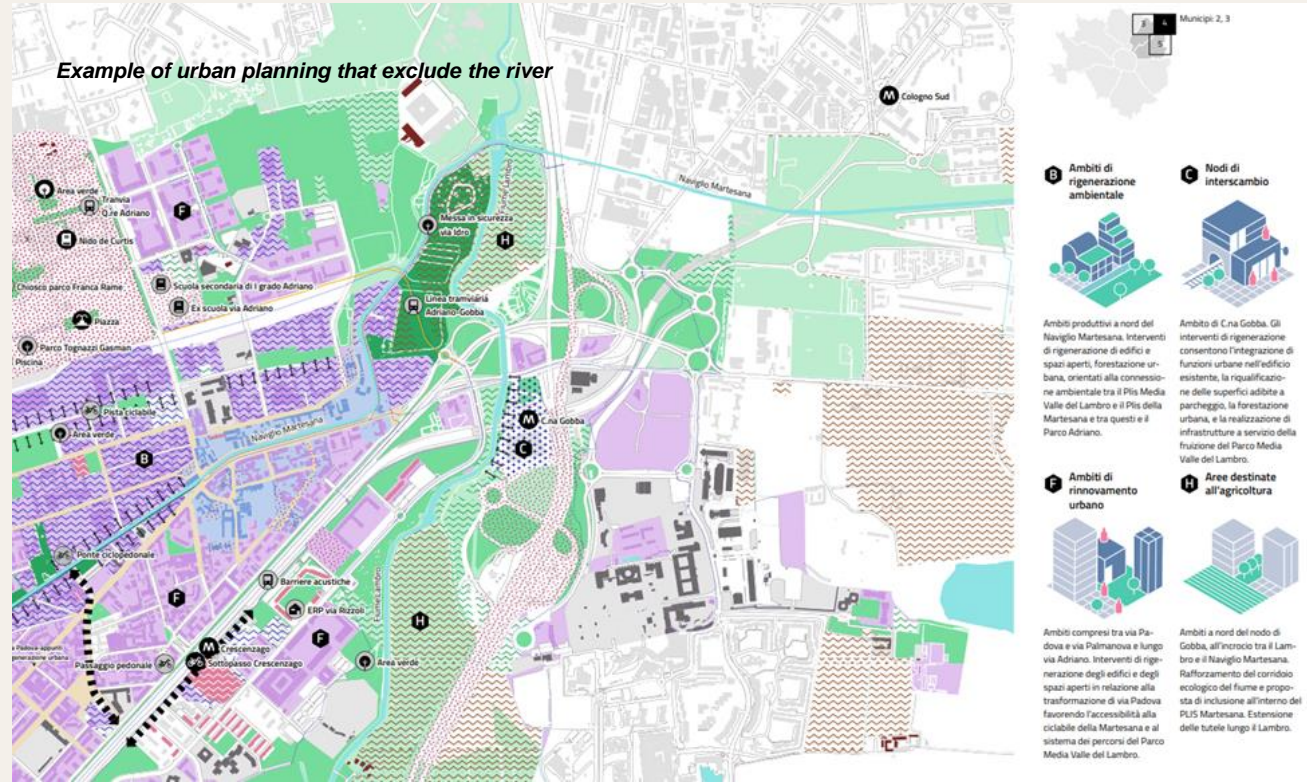 Example of urban planning that exclude the river
M Cologno Sud
Area verde
Tranvia
Q.re Adriano
Nido de Curtis
F
Messa in sicurezza
via Idro
Naviglio Martesana
H
Chiosco parco Franca Rame
Scuola secondaria di I grado Adriano
Ex scuola via Adriano
Linea tramviaria
Adriano-Gobba
Piazza
Parco Tognazzi Gasman
Piscina
Pista ciclabile
Area verde
Naviglio Martesana
B
M C.na Gobba
C
Ponte ciclopedonale
F
Barriere acustiche
Fiume Lambro
ERP via Rizzoli
F
H
M Crescenzago
Passaggio pedonale
Sottopasso Crescenzago
Area verde
3 4
5
Municipi: 2, 3
B Ambiti di
rigenerazione
ambientale
Ambiti produttivi a nord del
Naviglio Martesana. Interventi
di rigenerazione di edifici e
spazi aperti, forestazione ur-
bana, orientati alla connessio-
ne ambientale tra il Plis Media
Valle del Lambro e il Plis della
Martesana e tra questi e il
Parco Adriano.
C Nodi di
interscambio
Ambito di C.na Gobba. Gli
interventi di rigenerazione
consentono l'integrazione di
funzioni urbane nell'edificio
esistente, la riqualificazio-
ne delle superfici adibite a
parcheggio, la forestazione
urbana, e la realizzazione di
infrastrutture a servizio della
fruizione del Parco Media
Valle del Lambro.
F Ambiti di
rinnovamento
urbano
Ambiti compresi tra via Pa-
dova e via Palmanova e lungo
via Adriano. Interventi di rige-
nerazione degli edifici e degli
spazi aperti in relazione alla
trasformazione di via Padova
favorendo l'accessibilità alla
ciclabile della Martesana e al
sistema dei percorsi del Parco
Media Valle del Lambro.
H Aree destinate
all'agricoltura
Ambiti a nord del nodo di
Gobba, all'incrocio tra il Lam-
bro e il Naviglio Martesana.
Rafforzamento del corridoio
ecologico del fiume e propo-
sta di inclusione all'interno del
PLIS Martesana. Estensione
delle tutele lungo il Lambro.